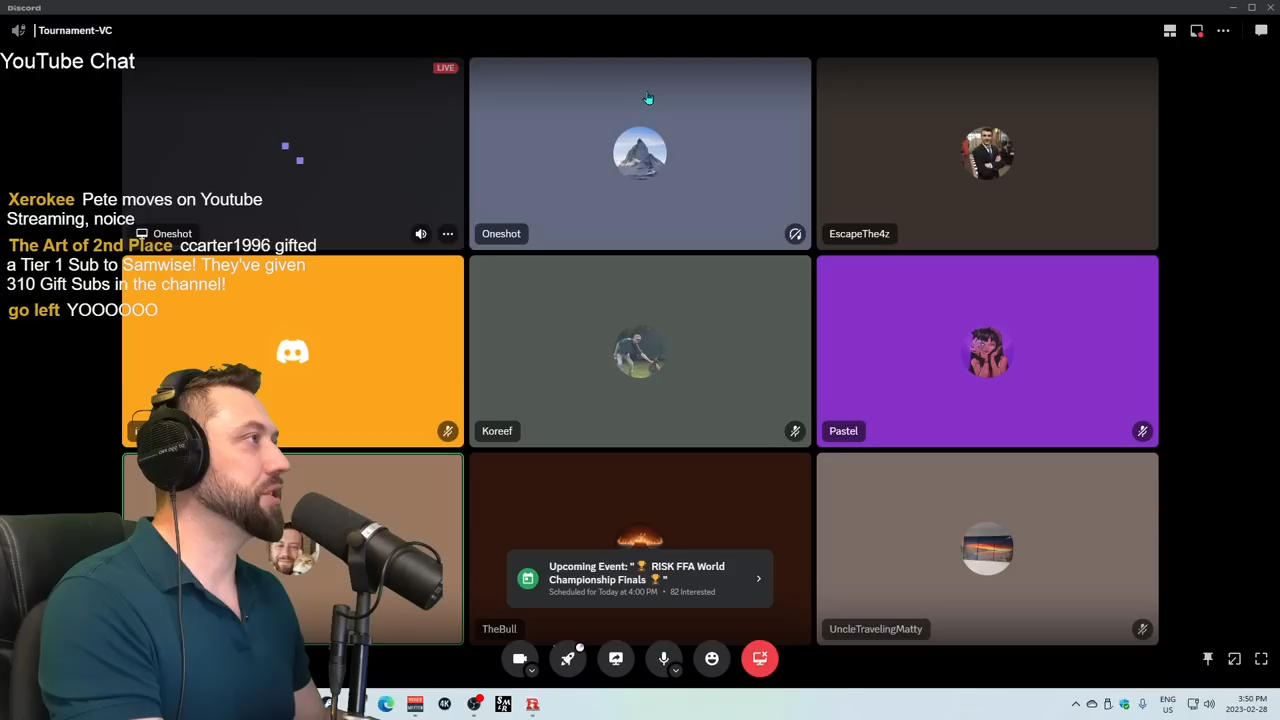 Discord
Tournament-VC
YouTube Chat
LIVE
Xerokee Pete moves on Youtube
Streaming, noice
Oneshot
Oneshot
EscapeThe4z
The Art of 2nd Place ccarter1996 gifted
a Tier 1 Sub to Samwise! They've given
310 Gift Subs in the channel!
go left YOOOOOO
Koreef
Pastel
Upcoming Event: " 🏆 RISK FFA World
Championship Finals 🏆 "
Scheduled for Today at 4:00 PM • 82 Interested
TheBull
UncleTravelingMatty
4K
ENG
US
3:50 PM
2023-02-28